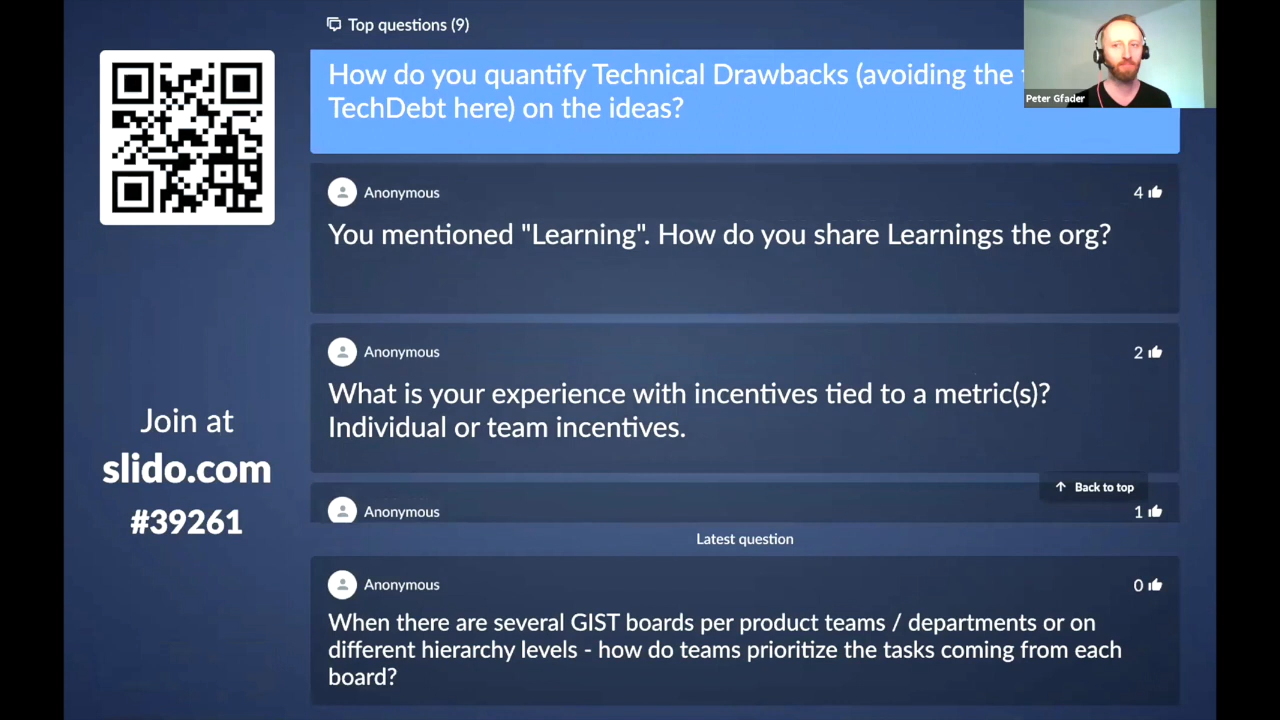 Top questions (9)
How do you quantify Technical Drawbacks (avoiding the
TechDebt here) on the ideas?
Peter Gfader
Anonymous
4
You mentioned "Learning". How do you share Learnings the org?
Anonymous
2
What is your experience with incentives tied to a metric(s)?
Individual or team incentives.
Back to top
Anonymous
1
Latest question
Anonymous
0
When there are several GIST boards per product teams / departments or on
different hierarchy levels - how do teams prioritize the tasks coming from each
board?
Join at
slido.com
#39261